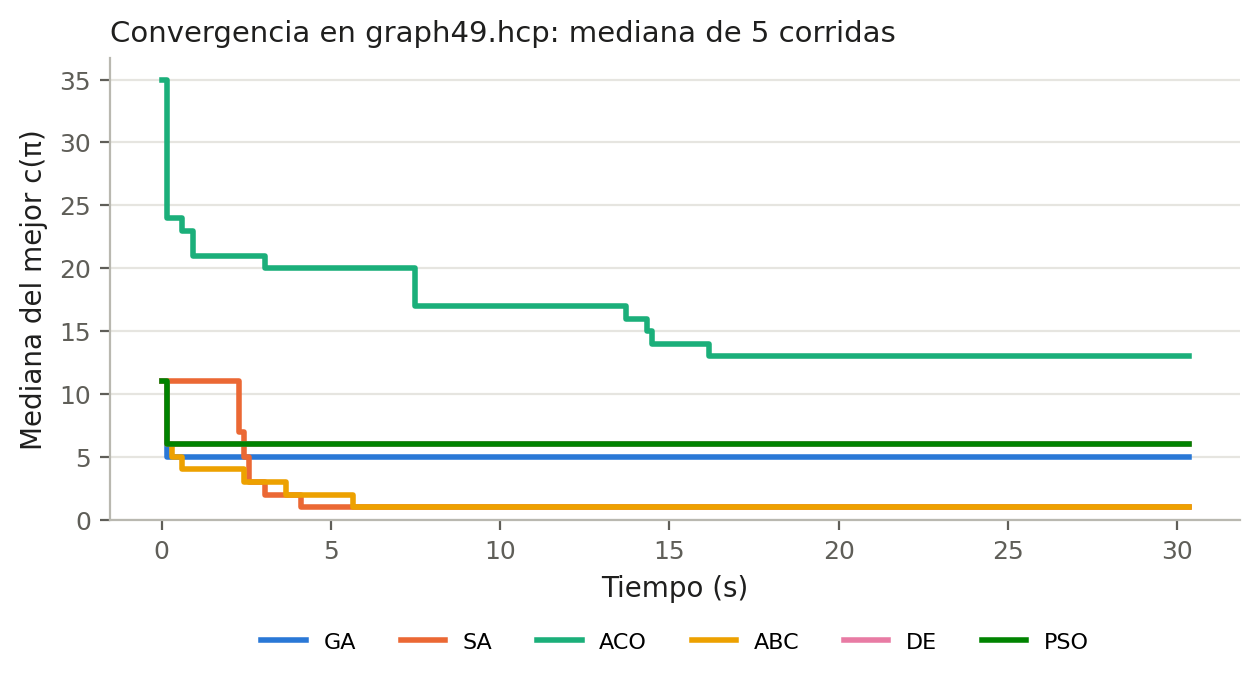 Convergencia en graph49.hcp: mediana de 5 corridas
Mediana del mejor c(π)
35
30
25
20
15
10
5
0
0 5 10 15 20 25 30
Tiempo (s)
GA SA ACO ABC DE PSO